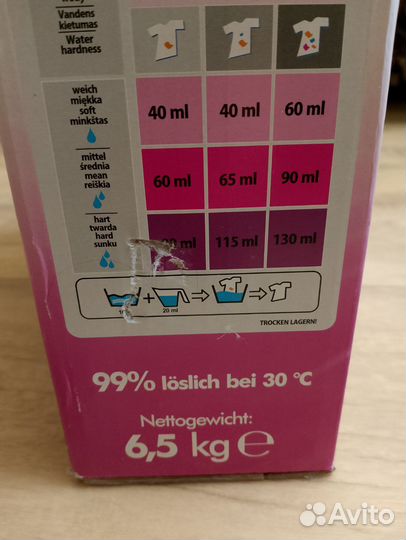 Vandens
kietumas
Water
hardness
weich
miękka
soft
minkštas
40 ml 40 ml 60 ml
mittel
średnia
mean
reiškia
60 ml 65 ml 90 ml
hart
twarda
hard
sunku
ml 115 ml 130 ml
20 ml
TROCKEN LAGERN!
99% löslich bei 30 °C
Nettogewicht:
6,5 kg ℮
Avito